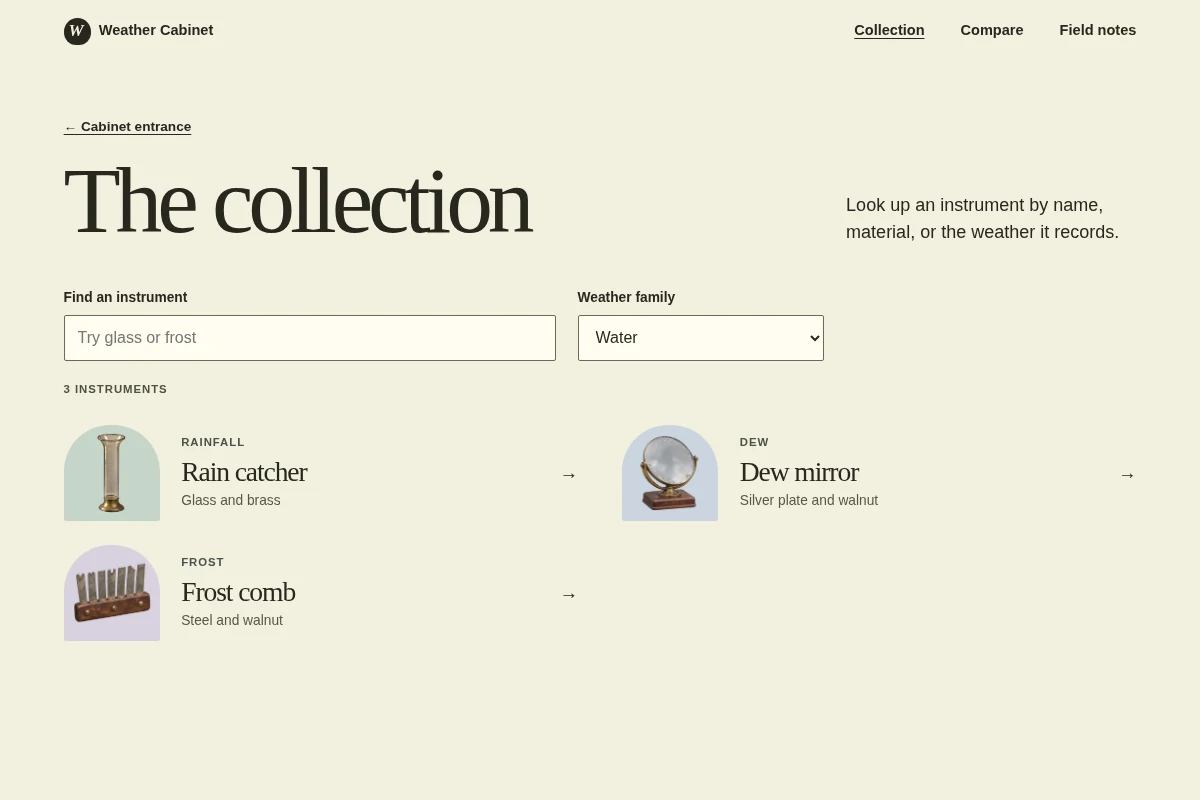 W Weather Cabinet
Collection
Compare
Field notes
← Cabinet entrance
The collection
Look up an instrument by name,
material, or the weather it records.
Find an instrument
Try glass or frost
Weather family
Water
3 INSTRUMENTS
RAINFALL
Rain catcher
Glass and brass
→
DEW
Dew mirror
Silver plate and walnut
→
FROST
Frost comb
Steel and walnut
→